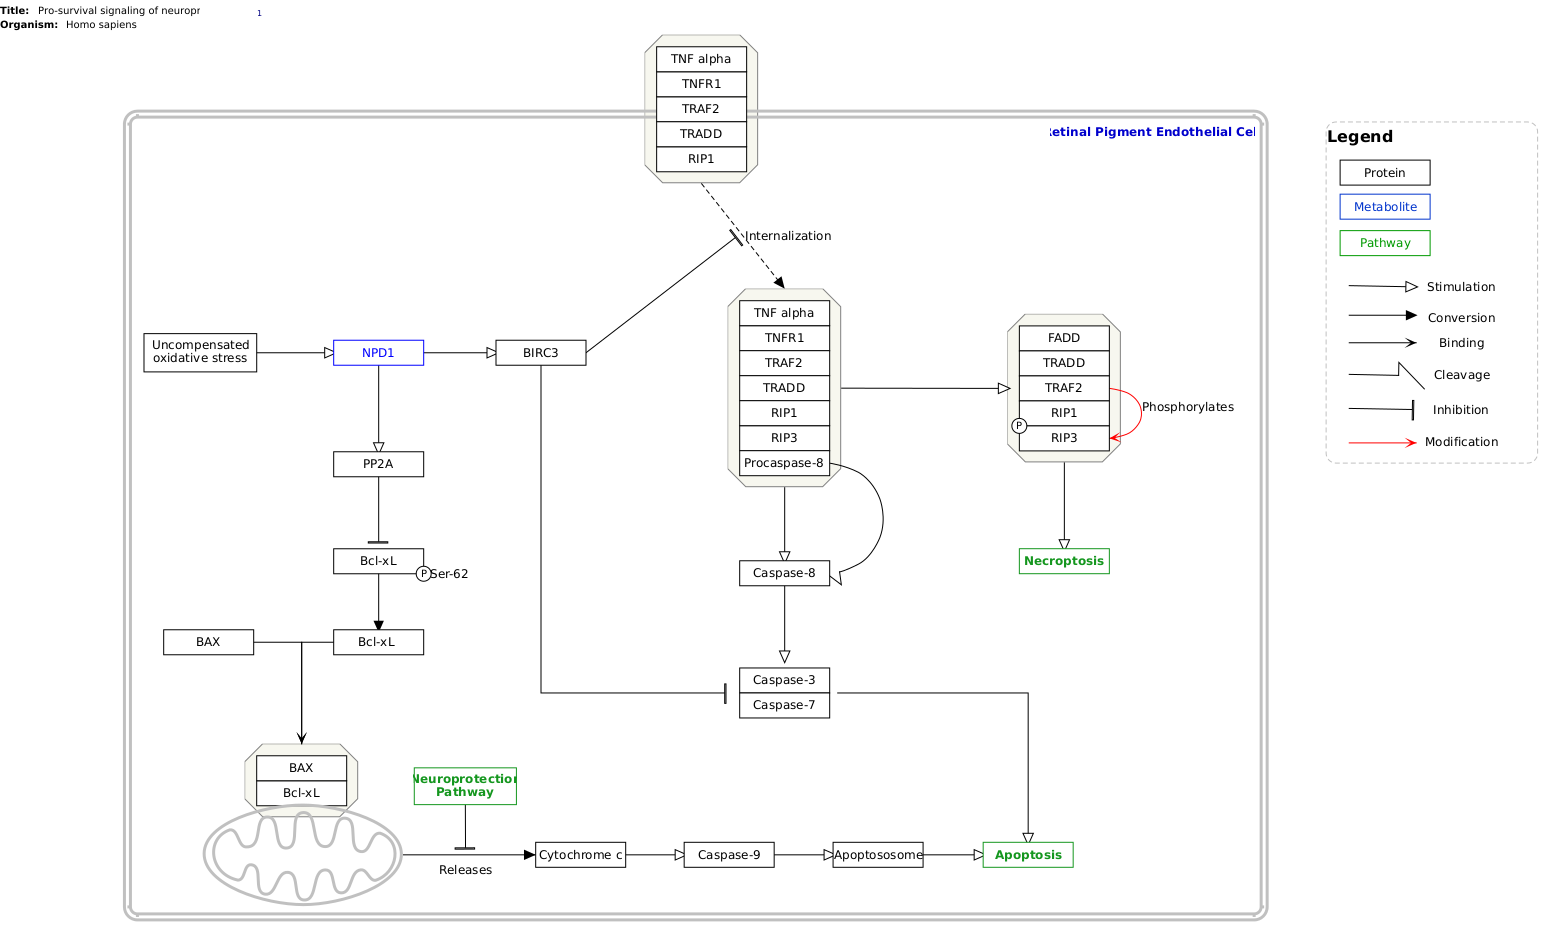 Title: Pro-survival signaling of neuropr
1
Organism: Homo sapiens
TNF alpha
TNFR1
TRAF2
TRADD
RIP1
Retinal Pigment Endothelial Cel
Internalization
Uncompensated
oxidative stress
NPD1
BIRC3
TNF alpha
TNFR1
TRAF2
TRADD
RIP1
RIP3
Procaspase-8
FADD
TRADD
TRAF2
RIP1
RIP3
P
Phosphorylates
PP2A
Bcl-xL
P
Ser-62
Caspase-8
Necroptosis
BAX
Bcl-xL
Caspase-3
Caspase-7
BAX
Bcl-xL
Neuroprotection
Pathway
Releases
Cytochrome c
Caspase-9
Apoptososome
Apoptosis
Legend
Protein
Metabolite
Pathway
Stimulation
Conversion
Binding
Cleavage
Inhibition
Modification